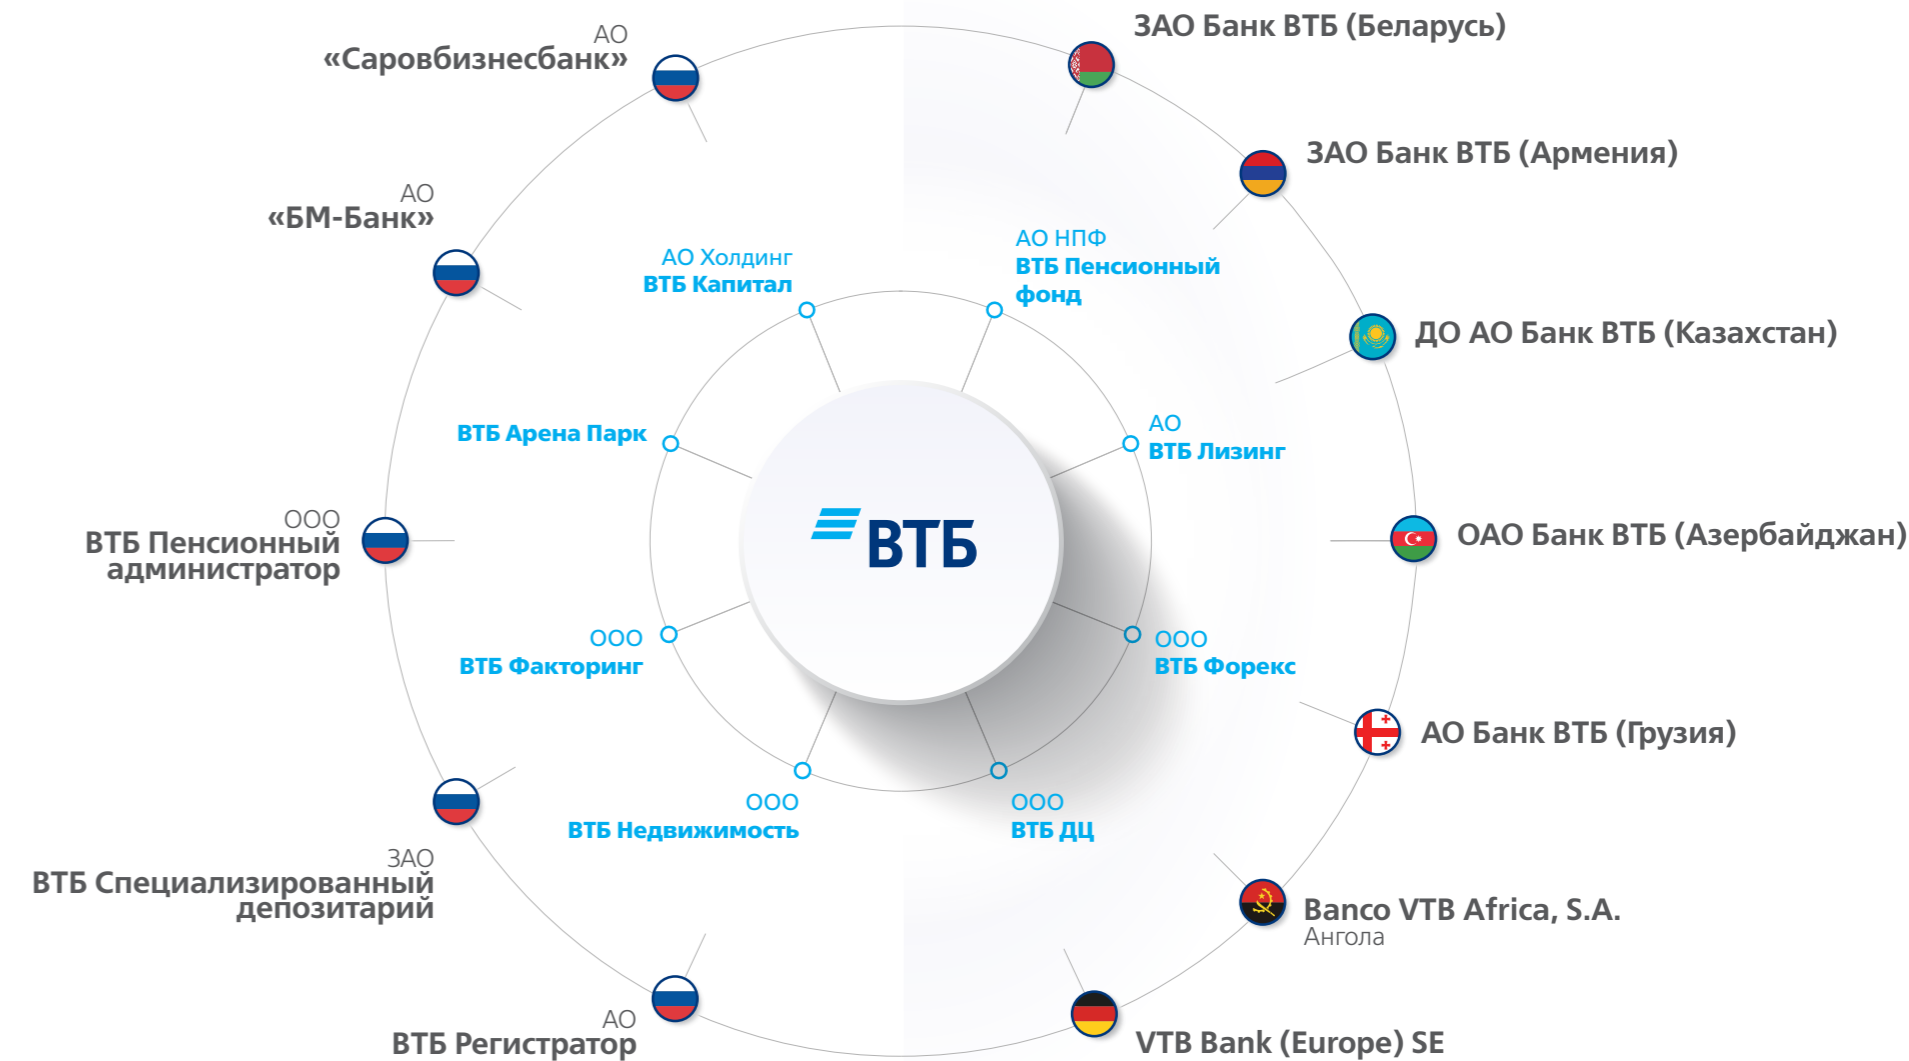 АО
«Саровбизнесбанк»
ЗАО Банк ВТБ (Беларусь)
ЗАО Банк ВТБ (Армения)
АО
«БМ-Банк»
АО Холдинг
ВТБ Капитал
АО НПФ
ВТБ Пенсионный
фонд
ДО АО Банк ВТБ (Казахстан)
ВТБ Арена Парк
АО
ВТБ Лизинг
ООО
ВТБ Пенсионный
администратор
ВТБ
ОАО Банк ВТБ (Азербайджан)
ООО
ВТБ Факторинг
ООО
ВТБ Форекс
АО Банк ВТБ (Грузия)
ООО
ВТБ Недвижимость
ООО
ВТБ ДЦ
ЗАО
ВТБ Специализированный
депозитарий
Banco VTB Africa, S.A.
Ангола
АО
ВТБ Регистратор
VTB Bank (Europe) SE